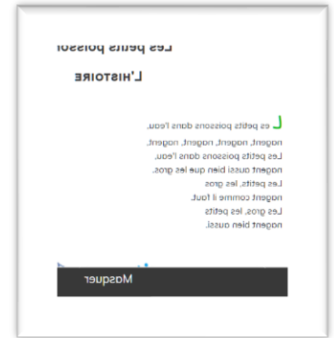 Les petits poisson
L'HISTOIRE
Les petits poissons dans l'eau,
nagent, nagent, nagent, nagent,
Les petits poissons dans l'eau,
nagent aussi bien que les gros.
Les petits, les gros
nagent comme il faut.
Les gros, les petits
nagent bien aussi.
Masquer